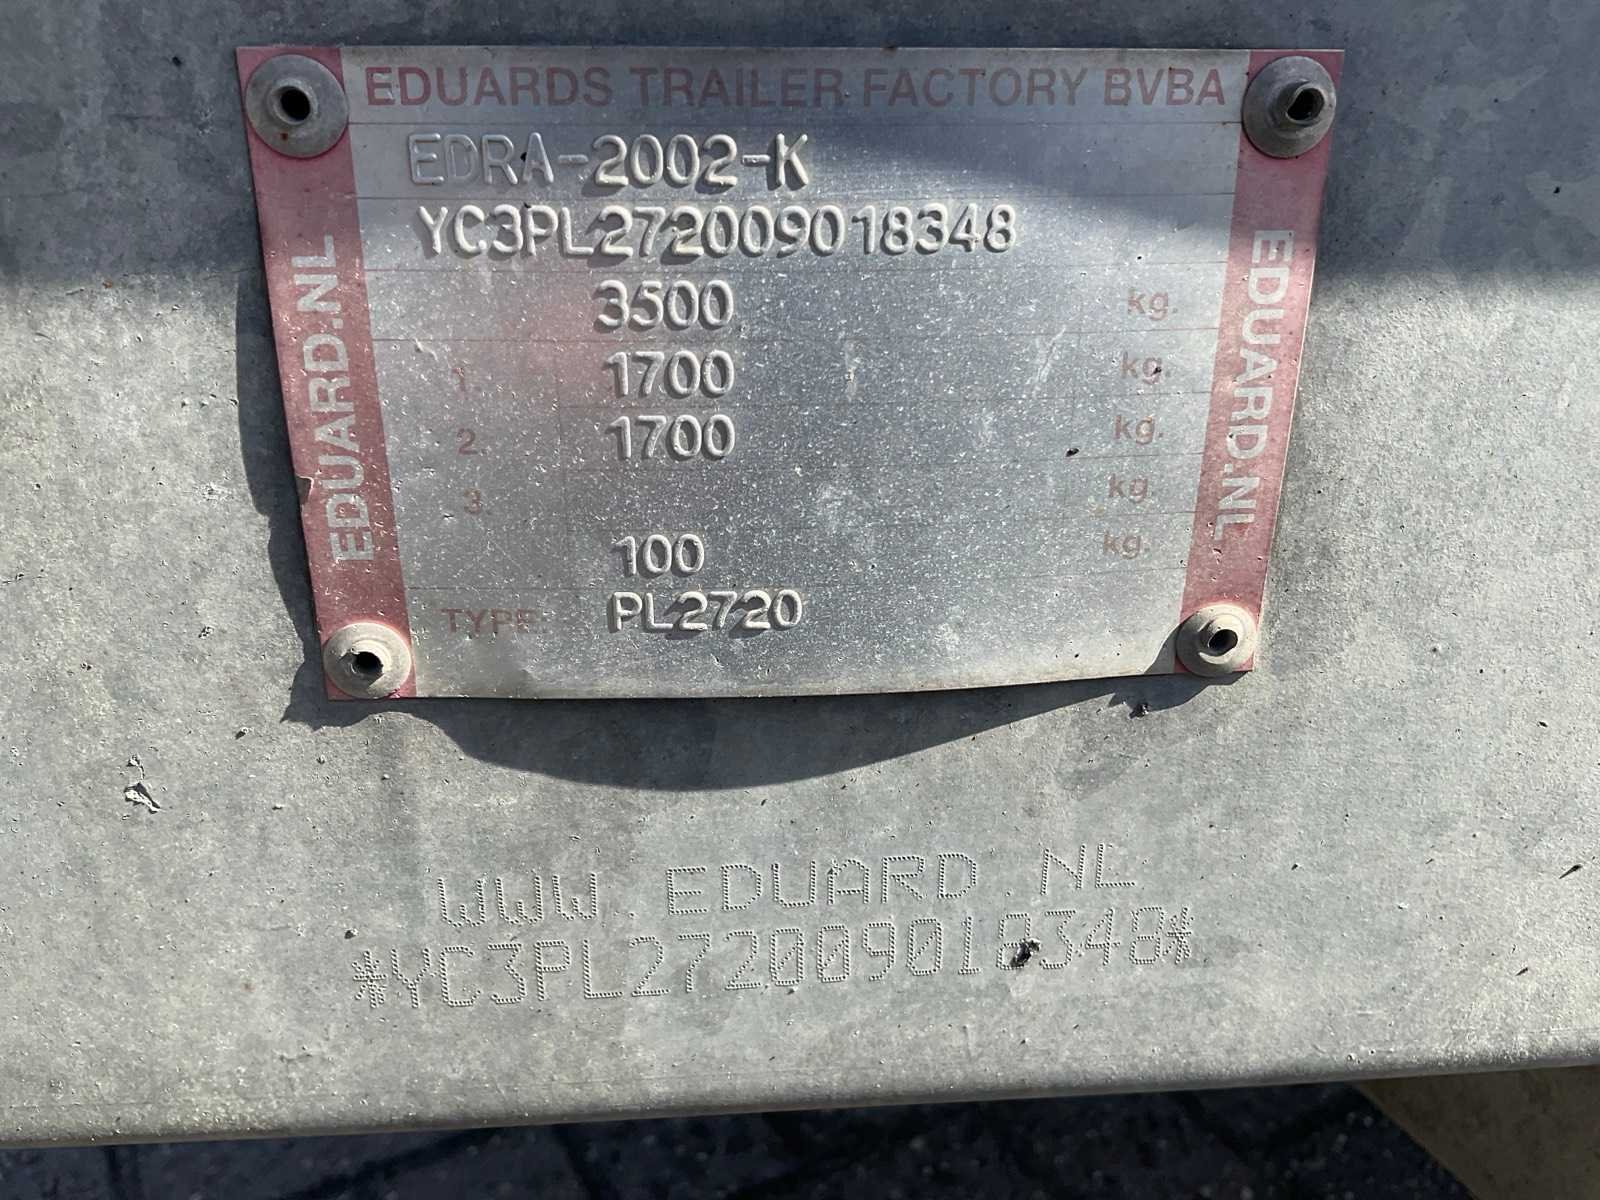 EDUARDS TRAILER FACTORY BVBA
EDRA-2002-K
YC3PL272009018348
3500 kg.
1. 1700 kg.
2. 1700 kg.
3. kg.
100 kg.
TYPE: PL2720
EDUARD.NL
EDUARD.NL
WWW.EDUARD.NL
*YC3PL272009018348*